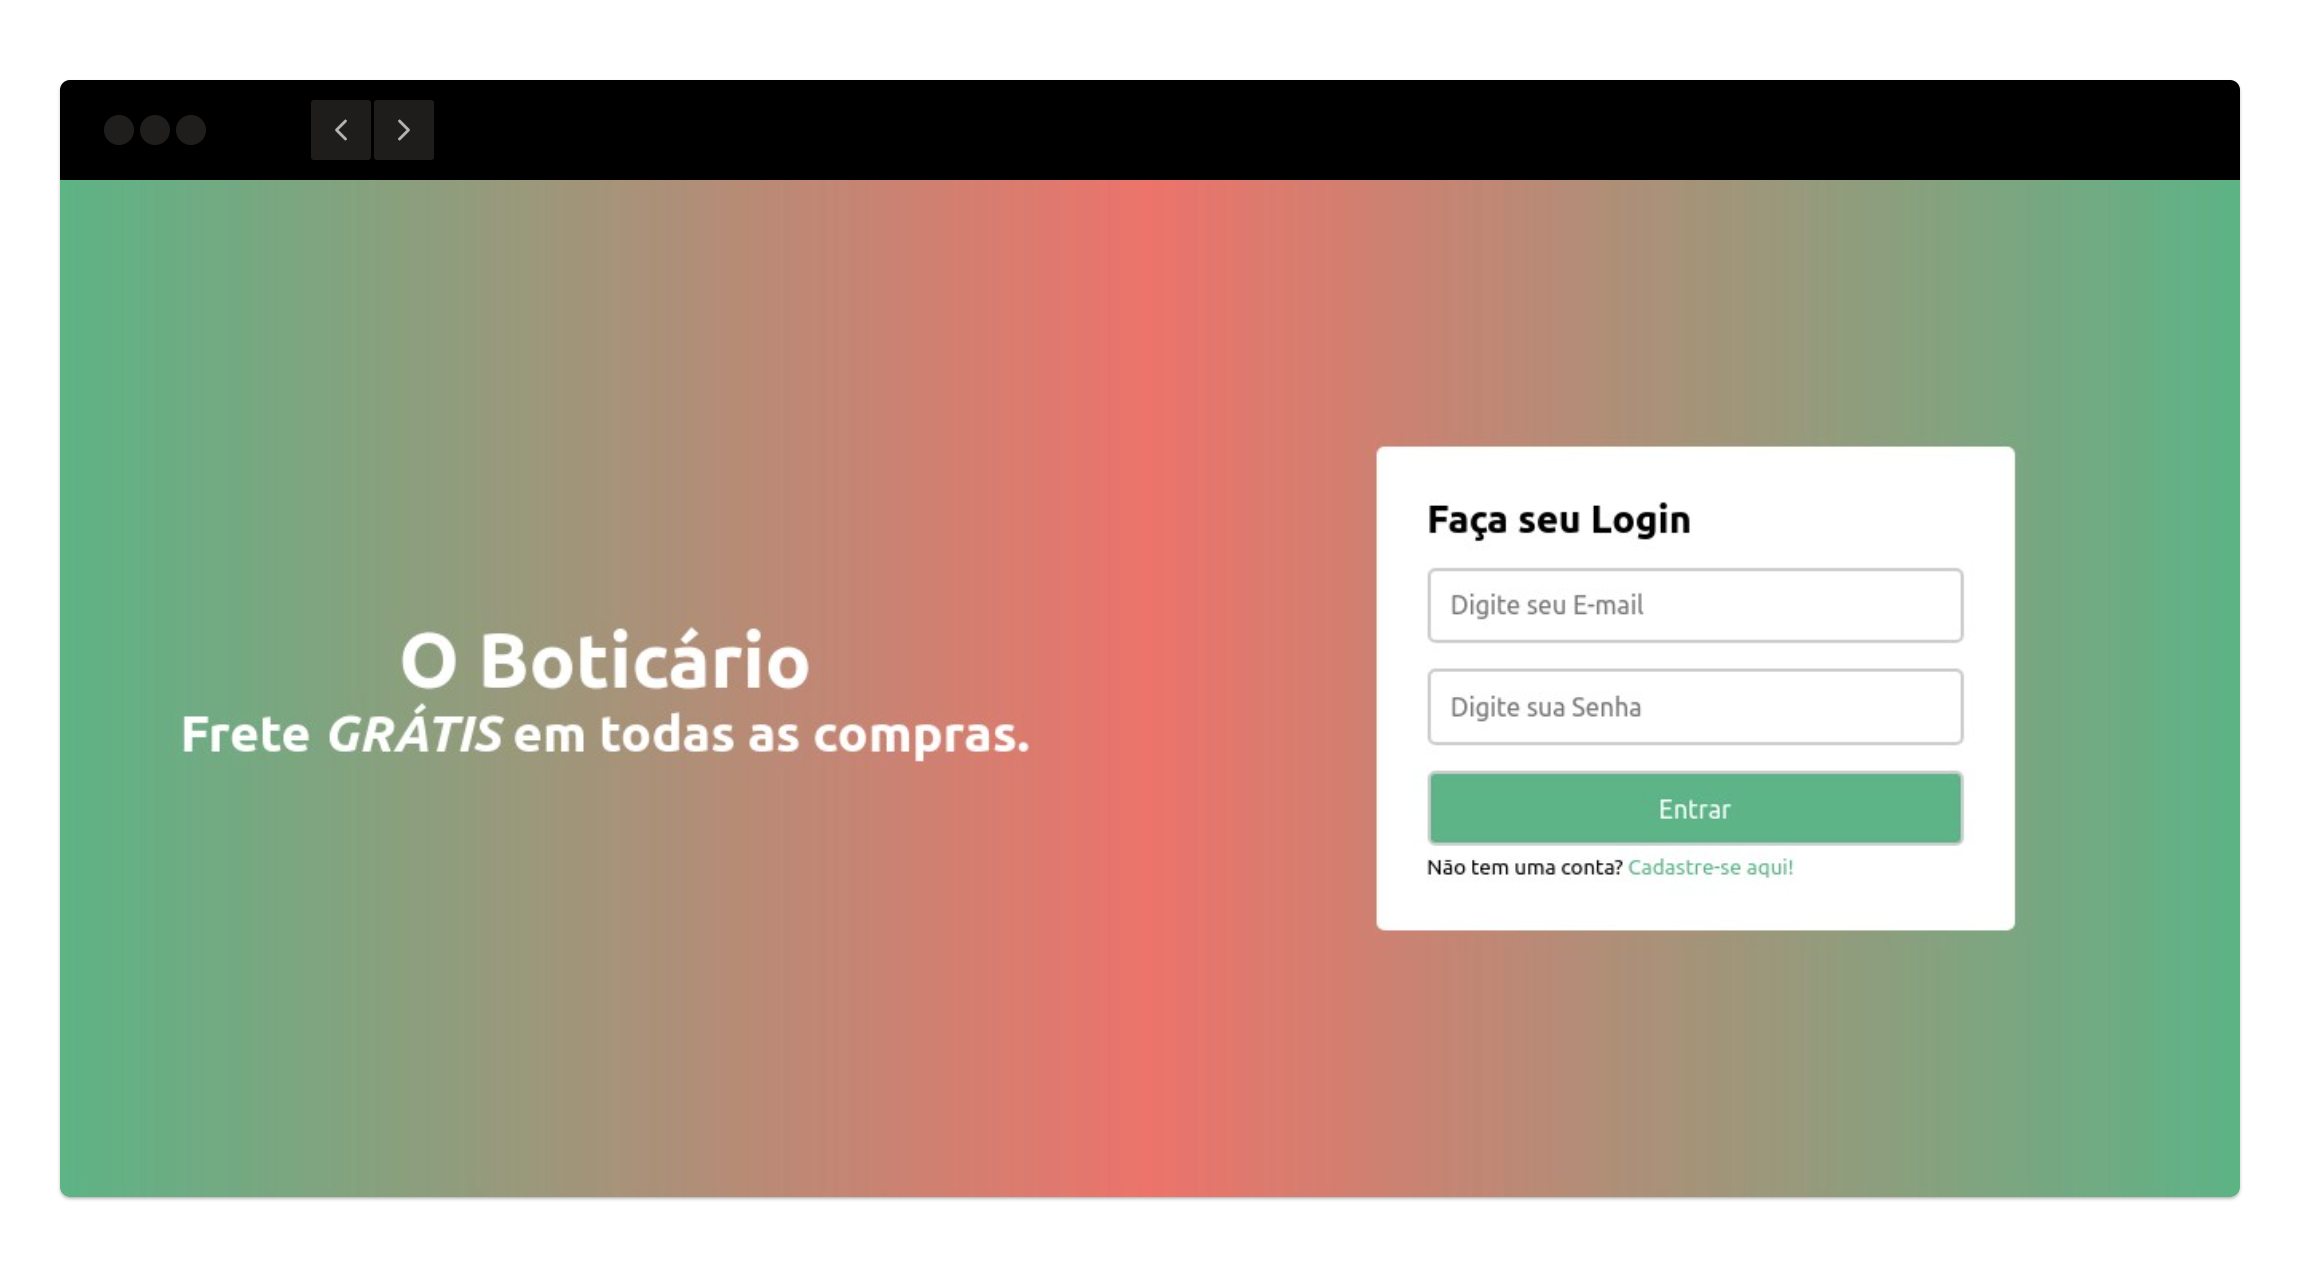 O Boticário
Frete GRÁTIS em todas as compras.
Faça seu Login
Digite seu E-mail
Digite sua Senha
Entrar
Não tem uma conta? Cadastre-se aqui!